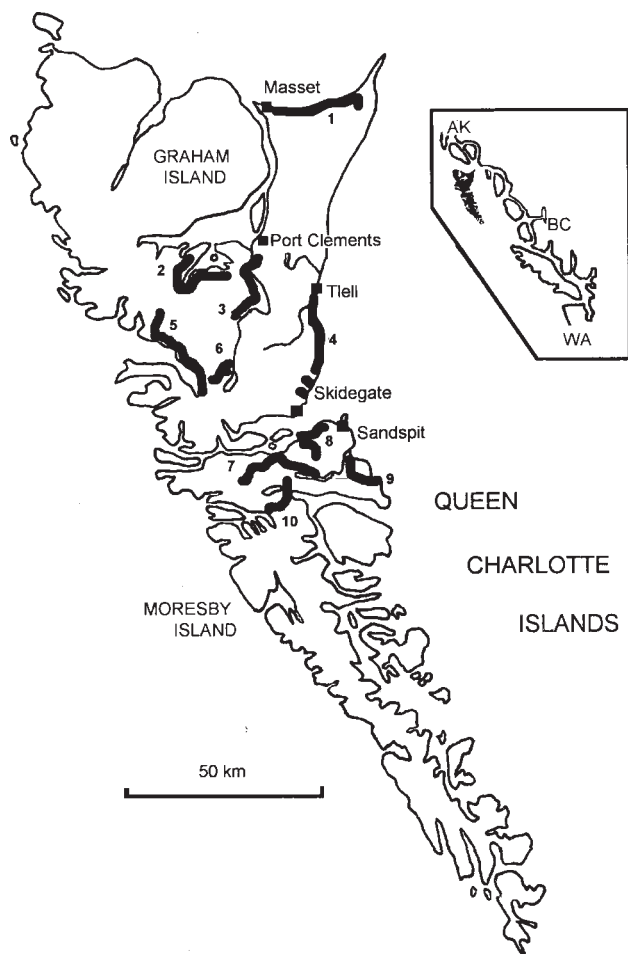 Masset
1
GRAHAM
ISLAND
AK
BC
WA
Port Clements
2
3
Tlell
5
6
4
Skidegate
Sandspit
8
7
9
10
QUEEN
CHARLOTTE
ISLANDS
MORESBY
ISLAND
50 km